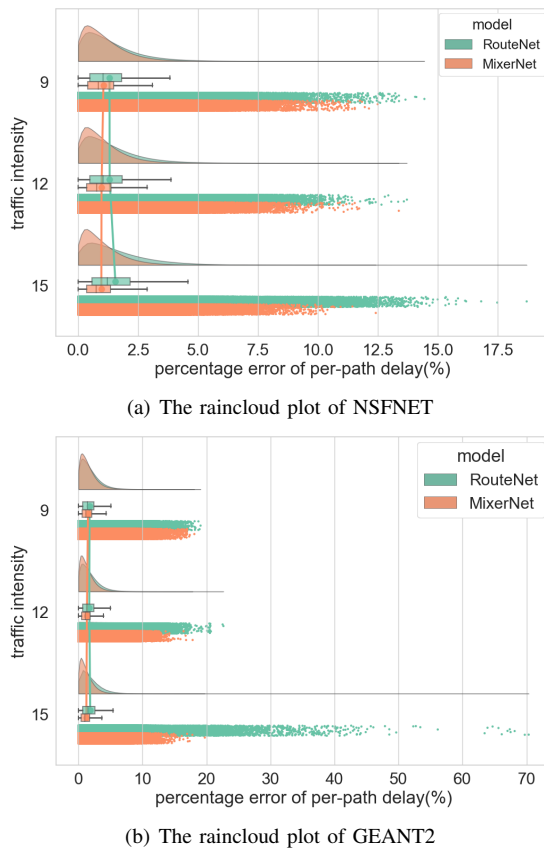 model
RouteNet
MixerNet
traffic intensity
9
12
15
0.0 2.5 5.0 7.5 10.0 12.5 15.0 17.5
percentage error of per-path delay(%)
(a) The raincloud plot of NSFNET
model
RouteNet
MixerNet
traffic intensity
9
12
15
0 10 20 30 40 50 60 70
percentage error of per-path delay(%)
(b) The raincloud plot of GEANT2